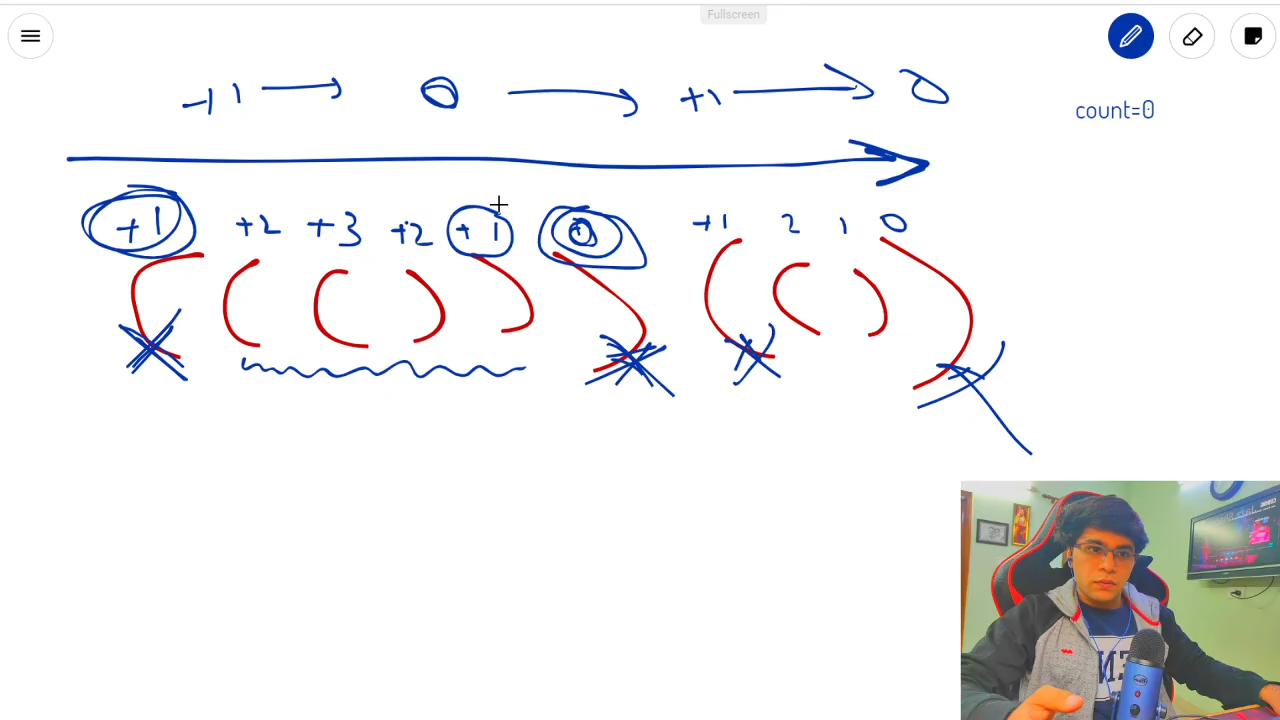 Fullscreen
+1 → 0 → +1 → 0
count=0
+1 +2 +3 +2 +1 0 +1 2 1 0
( ( ( ) ) ) ( ( ) )